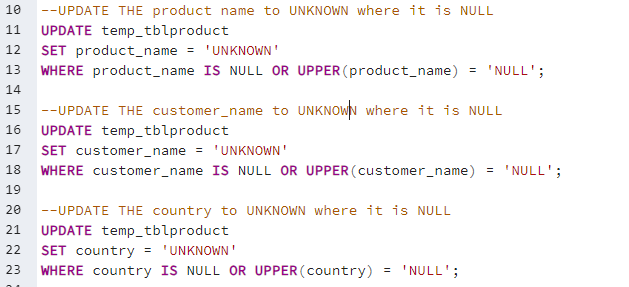 10 --UPDATE THE product name to UNKNOWN where it is NULL
11 UPDATE temp_tblproduct
12 SET product_name = 'UNKNOWN'
13 WHERE product_name IS NULL OR UPPER(product_name) = 'NULL';
14
15 --UPDATE THE customer_name to UNKNOWN where it is NULL
16 UPDATE temp_tblproduct
17 SET customer_name = 'UNKNOWN'
18 WHERE customer_name IS NULL OR UPPER(customer_name) = 'NULL';
19
20 --UPDATE THE country to UNKNOWN where it is NULL
21 UPDATE temp_tblproduct
22 SET country = 'UNKNOWN'
23 WHERE country IS NULL OR UPPER(country) = 'NULL';